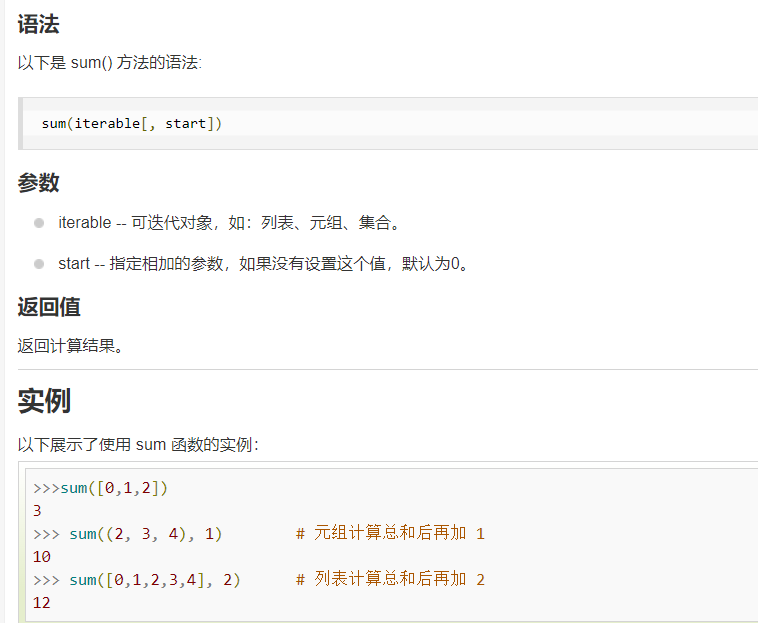 语法
以下是 sum() 方法的语法:
sum(iterable[, start])
参数
iterable -- 可迭代对象，如：列表、元组、集合。
start -- 指定相加的参数，如果没有设置这个值，默认为0。
返回值
返回计算结果。
实例
以下展示了使用 sum 函数的实例：
>>>sum([0,1,2])
3
>>> sum((2, 3, 4), 1)        # 元组计算总和后再加 1
10
>>> sum([0,1,2,3,4], 2)      # 列表计算总和后再加 2
12